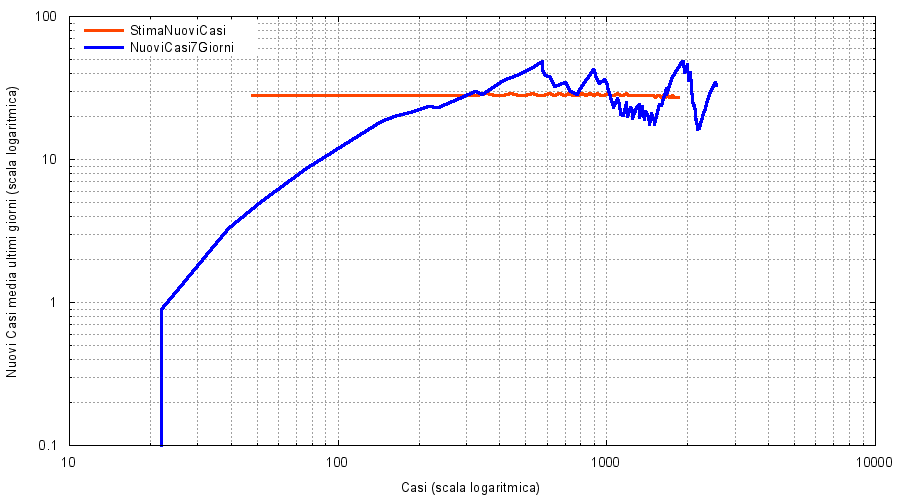 100
StimaNuoviCasi
NuoviCasi7Giorni
10
1
0.1
Nuovi Casi media ultimi giorni (scala logaritmica)
10
100
1000
10000
Casi (scala logaritmica)